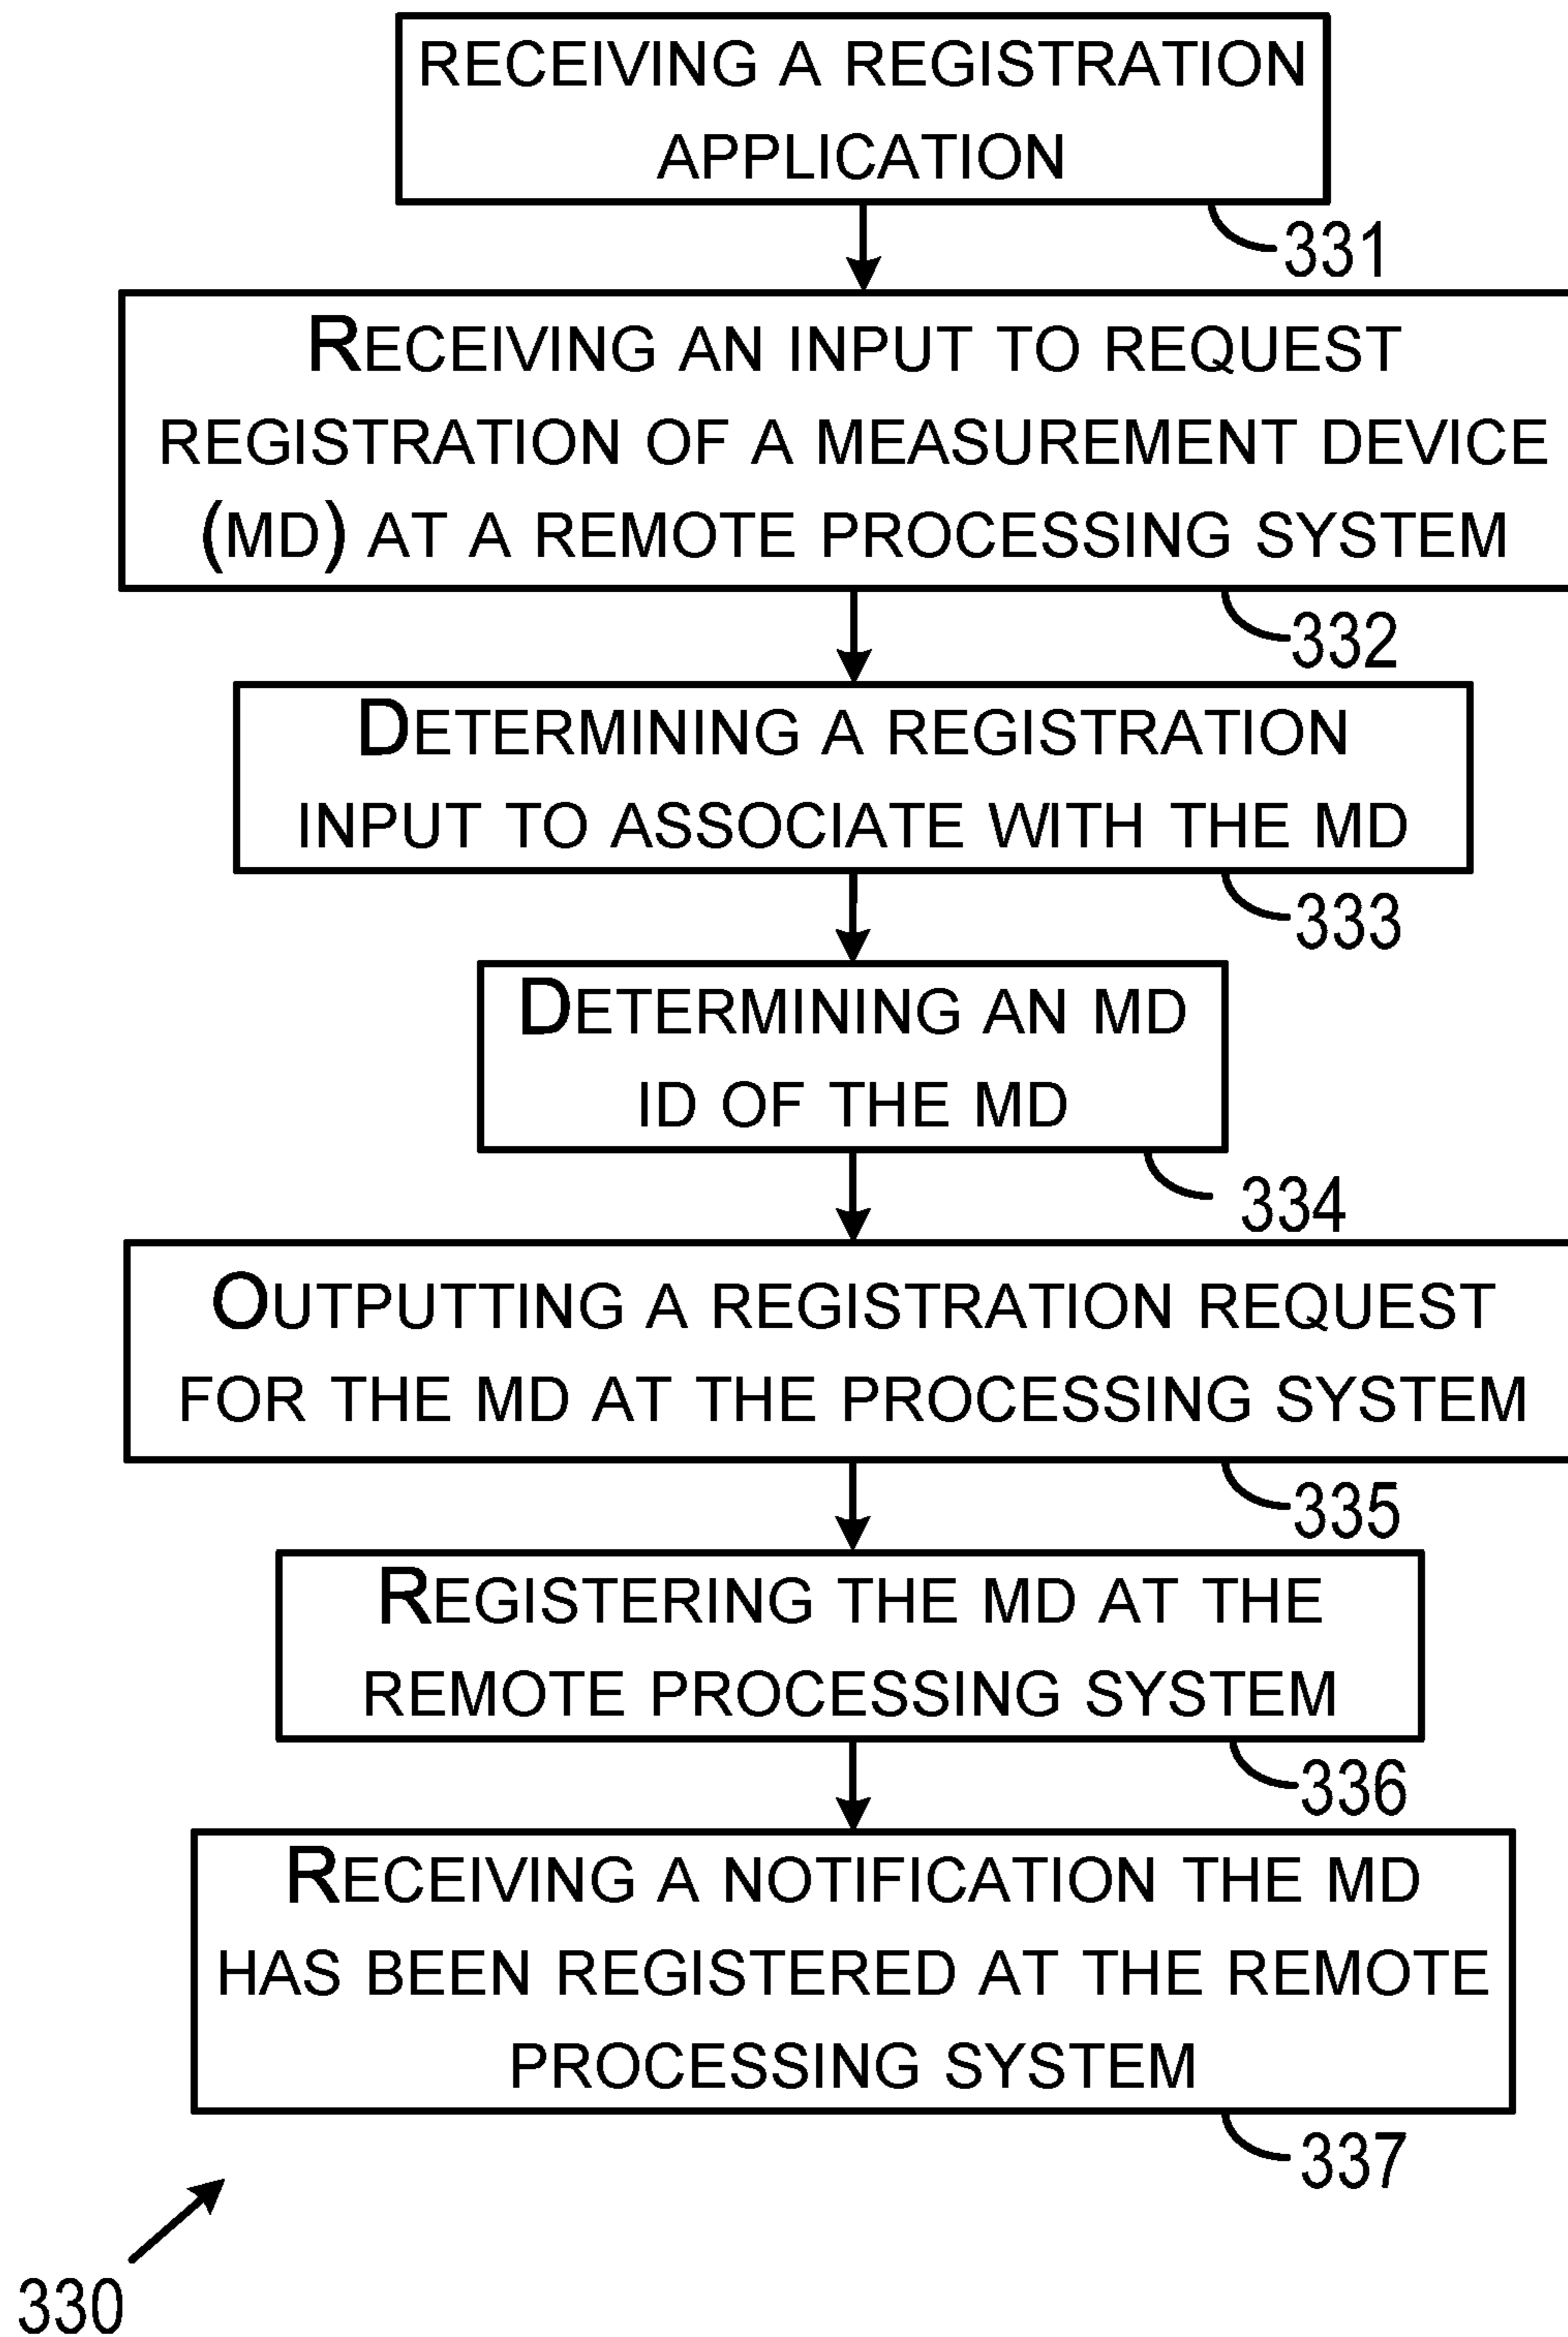 RECEIVING A REGISTRATION
APPLICATION
331
RECEIVING AN INPUT TO REQUEST
REGISTRATION OF A MEASUREMENT DEVICE
(MD) AT A REMOTE PROCESSING SYSTEM
332
DETERMINING A REGISTRATION
INPUT TO ASSOCIATE WITH THE MD
333
DETERMINING AN MD
ID OF THE MD
334
OUTPUTTING A REGISTRATION REQUEST
FOR THE MD AT THE PROCESSING SYSTEM
335
REGISTERING THE MD AT THE
REMOTE PROCESSING SYSTEM
336
RECEIVING A NOTIFICATION THE MD
HAS BEEN REGISTERED AT THE REMOTE
PROCESSING SYSTEM
337
330